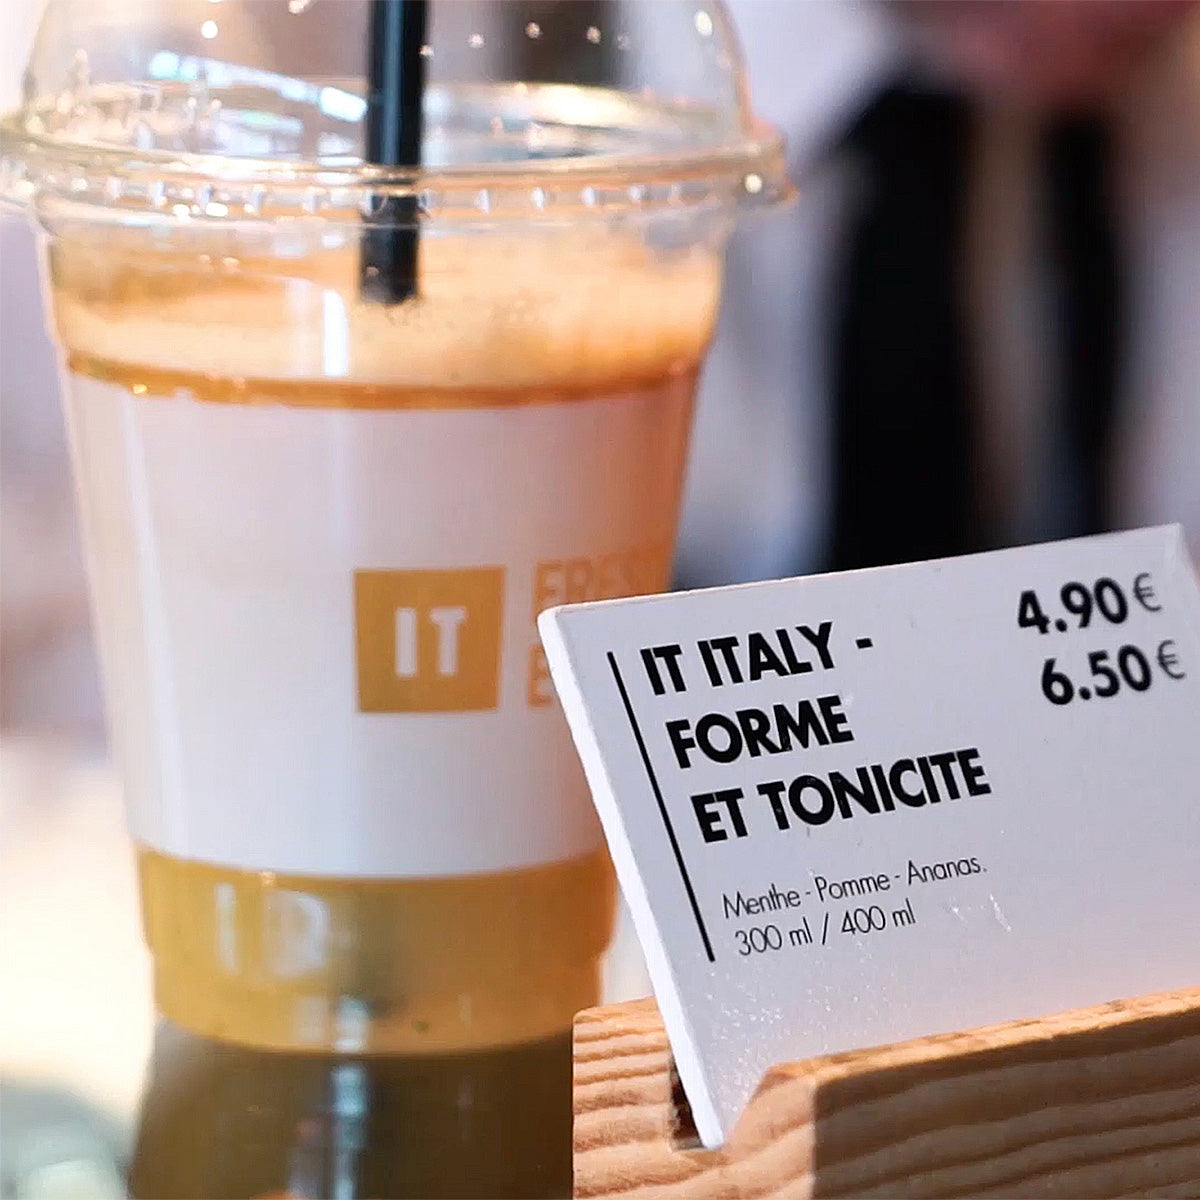 IT
IT ITALY -
FORME
ET TONICITE
4.90€
6.50€
Menthe - Pomme - Ananas.
300 ml / 400 ml